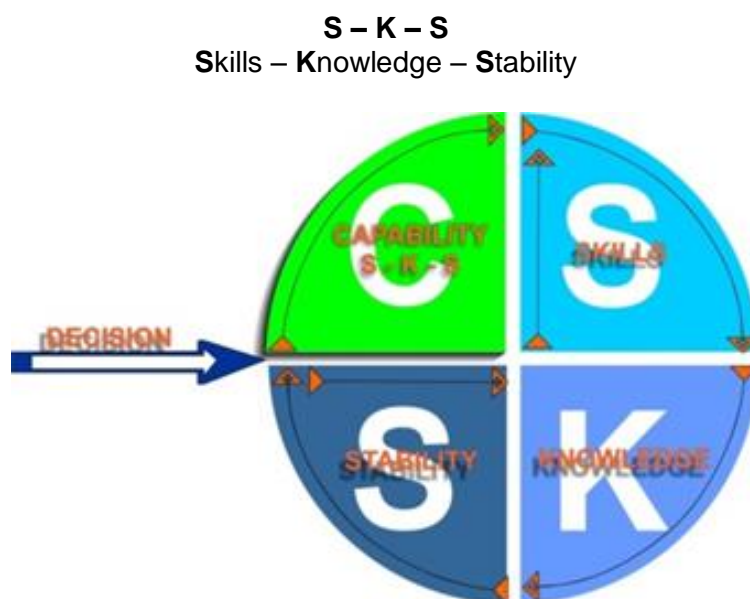 S – K – S
Skills – Knowledge – Stability
C
CAPABILITY
S - K - S
S
SKILLS
DECISION
S
STABILITY
K
KNOWLEDGE